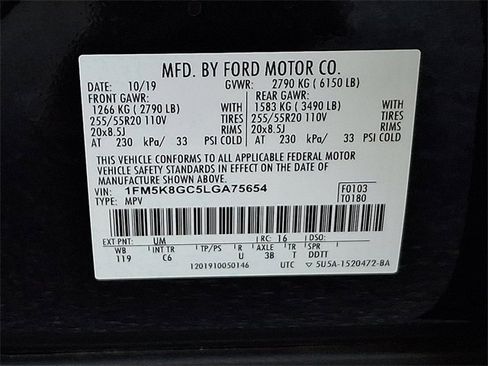 MFD. BY FORD MOTOR CO.
DATE: 10/19 GVWR: 2790 KG ( 6150 LB)
FRONT GAWR: REAR GAWR:
1266 KG ( 2790 LB) WITH 1583 KG ( 3490 LB) WITH
255/55R20 110V TIRES 255/55R20 110V TIRES
20x8.5J RIMS 20x8.5J RIMS
AT 230 kPa/ 33 PSI COLD AT 230 kPa/ 33 PSI COLD
THIS VEHICLE CONFORMS TO ALL APPLICABLE FEDERAL MOTOR
VEHICLE SAFETY STANDARDS IN EFFECT ON THE DATE OF
MANUFACTURE SHOWN ABOVE.
VIN: 1FM5K8GC5LGA75654 F0103
TYPE: MPV T0180
EXT PNT: UM RC: 16 DSO:
WB INT TR TP/PS R AXLE TR SPR
119 C6 U 3B T DDTT
1201910050146 UTC ▽ 5U5A-1520472-BA